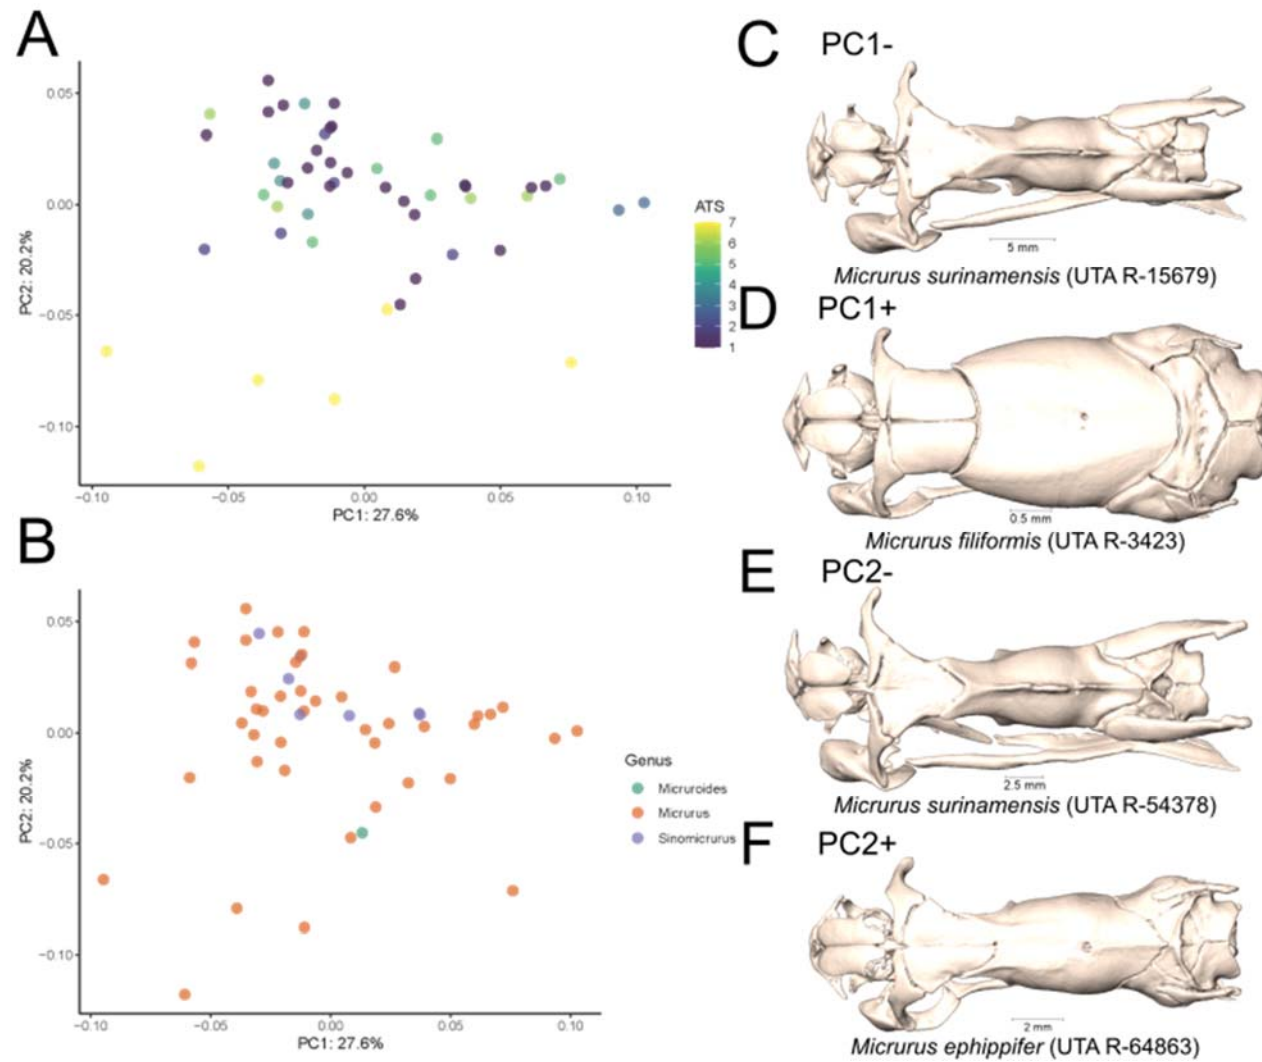 A
0.05
0.00
−0.05
−0.10
PC2: 20.2%
−0.10
−0.05
0.00
0.05
0.10
PC1: 27.6%
ATS
7
6
5
4
3
2
1
B
0.05
0.00
−0.05
−0.10
PC2: 20.2%
−0.10
−0.05
0.00
0.05
0.10
PC1: 27.6%
Genus
Micruroides
Micrurus
Sinomicrurus
C
PC1-
5 mm
Micrurus surinamensis (UTA R-15679)
D
PC1+
0.5 mm
Micrurus filiformis (UTA R-3423)
E
PC2-
2.5 mm
Micrurus surinamensis (UTA R-54378)
F
PC2+
2 mm
Micrurus ephippifer (UTA R-64863)